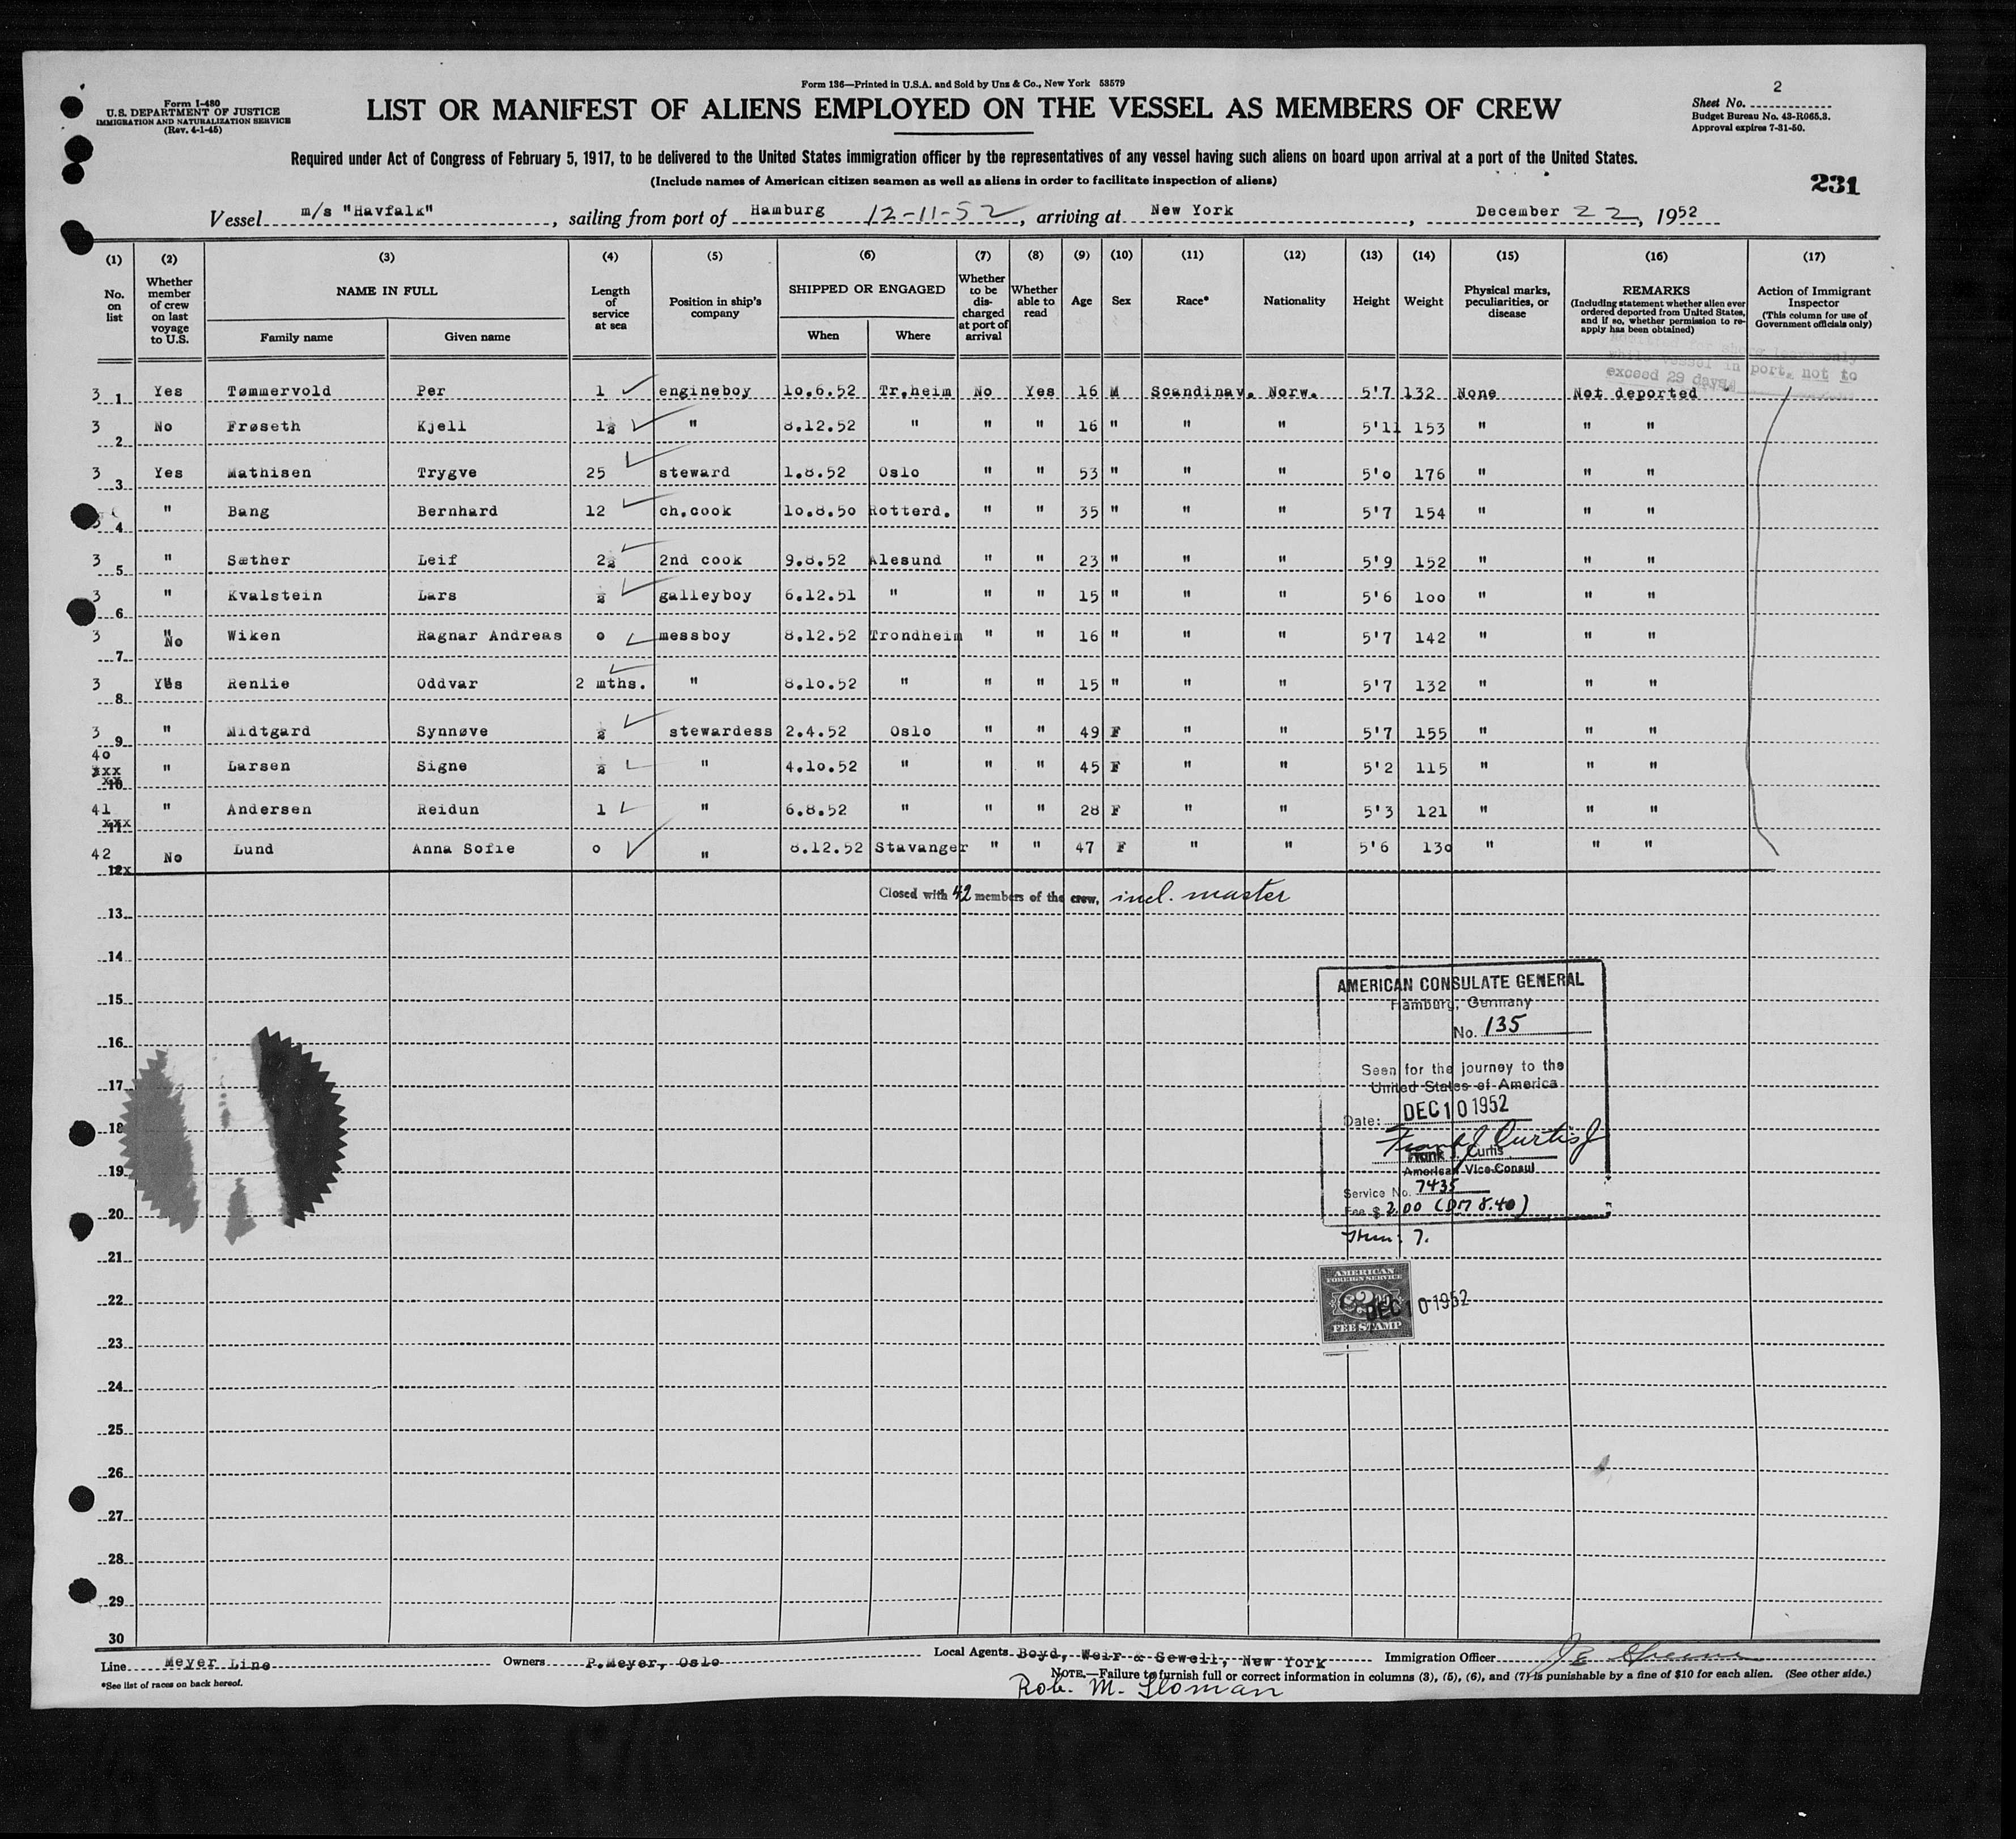 Form 136—Printed in U.S.A. and Sold by Unz & Co., New York 53579
Form I-480
U.S. DEPARTMENT OF JUSTICE
IMMIGRATION AND NATURALIZATION SERVICE
(Rev. 4-1-45)
LIST OR MANIFEST OF ALIENS EMPLOYED ON THE VESSEL AS MEMBERS OF CREW
2
Sheet No.
Budget Bureau No. 43-R065.3.
Approval expires 7-31-50.
Required under Act of Congress of February 5, 1917, to be delivered to the United States immigration officer by the representatives of any vessel having such aliens on board upon arrival at a port of the United States.
(Include names of American citizen seamen as well as aliens in order to facilitate inspection of aliens)
231
Vessel m/s "Havfalk", sailing from port of Hamburg 12-11-52, arriving at New York, December 22, 1952
(1) No. on list
(2) Whether member of crew on last voyage to U.S.
(3) NAME IN FULL Family name Given name
(4) Length of service at sea
(5) Position in ship's company
(6) SHIPPED OR ENGAGED When Where
(7) Whether to be discharged at port of arrival
(8) Whether able to read
(9) Age
(10) Sex
(11) Race*
(12) Nationality
(13) Height
(14) Weight
(15) Physical marks, peculiarities, or disease
(16) REMARKS (Including statement whether alien ever ordered deported from United States, and if so, whether permission to re-apply has been obtained)
(17) Action of Immigrant Inspector (This column for use of Government officials only)
Admitted for shore leave only
while vessel in port, not to
exceed 29 days
3 1 Yes Tømmervold Per 1 engineboy 10.6.52 Tr.heim No Yes 16 M Scandinav. Norw. 5'7 132 None Not deported
3 2 No Frøseth Kjell 1½ " 8.12.52 " " " 16 " " " 5'11 153 " " "
3 3 Yes Mathisen Trygve 25 steward 1.8.52 Oslo " " 53 " " " 5'0 176 " " "
3 4 " Bang Bernhard 12 ch.cook 10.8.50 Rotterd. " " 35 " " " 5'7 154 " " "
3 5 " Sæther Leif 2½ 2nd cook 9.8.52 Alesund " " 23 " " " 5'9 152 " " "
3 6 " Kvalstein Lars ½ galleyboy 6.12.51 " " " 15 " " " 5'6 100 " " "
3 7 No Wiken Ragnar Andreas 0 messboy 8.12.52 Trondheim " " 16 " " " 5'7 142 " " "
3 8 Yes Renlie Oddvar 2 mths. " 8.10.52 " " " 15 " " " 5'7 132 " " "
3 9 " Midtgard Synnøve ½ stewardess 2.4.52 Oslo " " 49 F " " 5'7 155 " " "
40 " Larsen Signe ½ " 4.10.52 " " " 45 F " " 5'2 115 " " "
41 " Andersen Reidun 1 " 6.8.52 " " " 28 F " " 5'3 121 " " "
42 No Lund Anna Sofie 0 " 8.12.52 Stavanger " " 47 F " " 5'6 130 " " "
Closed with 42 members of the crew, incl. master
13
14
15
16
17
18
19
20
21
22
23
24
25
26
27
28
29
30
AMERICAN CONSULATE GENERAL
Hamburg, Germany
No. 135
Seen for the journey to the
United States of America
Date: DEC 10 1952
Frank J Curtis
Frank J. Curtis
American Vice Consul
Service No. 7435
Fee $ 2.00 (DM 8.40)
Item: 7.
AMERICAN
FOREIGN SERVICE
FEE STAMP
DEC 10 1952
Line Meyer Line Owners P.Meyer, Oslo Local Agents Boyd, Weir & Sewell, New York Immigration Officer
*See list of races on back hereof.
NOTE.—Failure to furnish full or correct information in columns (3), (5), (6), and (7) is punishable by a fine of $10 for each alien. (See other side.)
Rob. M. Sloman